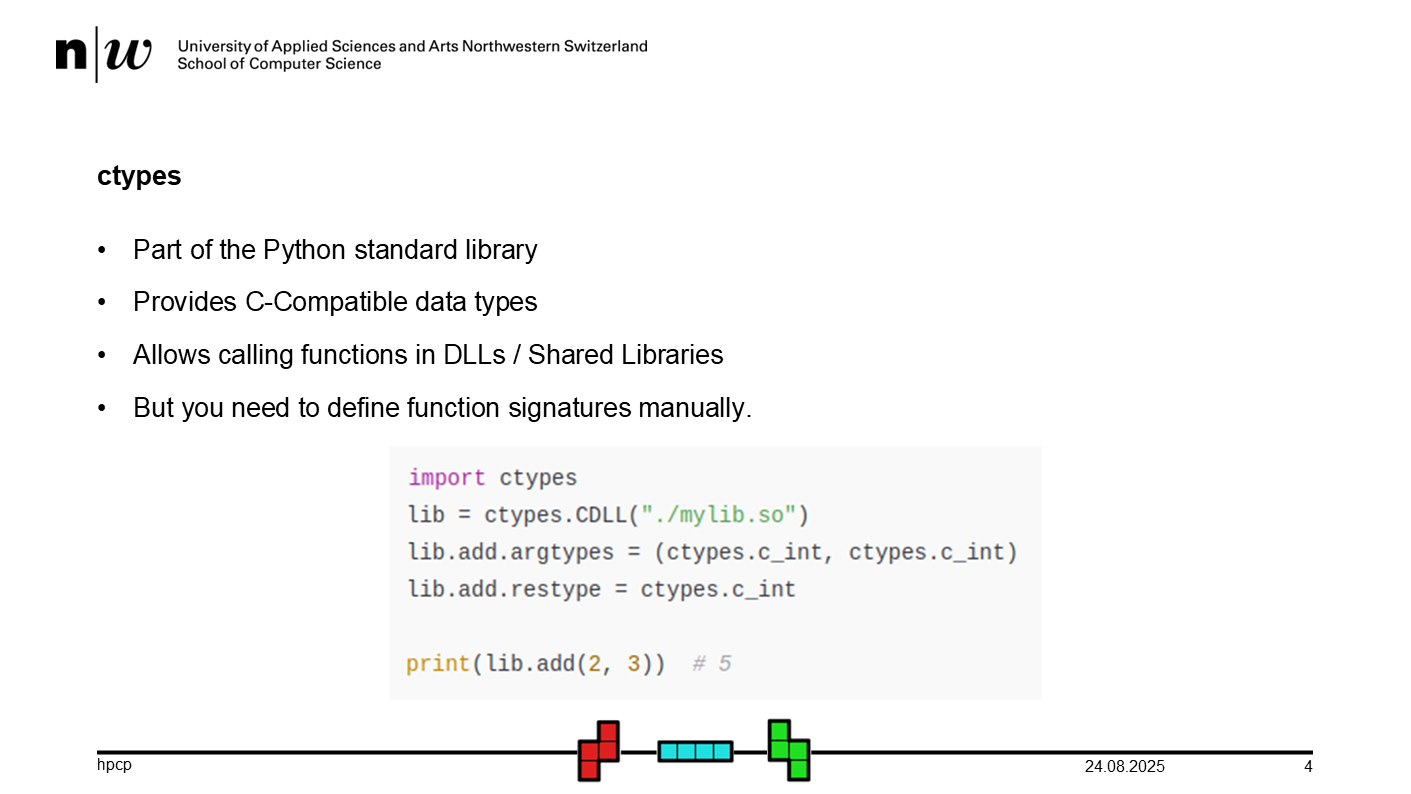 n|w University of Applied Sciences and Arts Northwestern Switzerland
School of Computer Science
ctypes
• Part of the Python standard library
• Provides C-Compatible data types
• Allows calling functions in DLLs / Shared Libraries
• But you need to define function signatures manually.
import ctypes
lib = ctypes.CDLL("./mylib.so")
lib.add.argtypes = (ctypes.c_int, ctypes.c_int)
lib.add.restype = ctypes.c_int
print(lib.add(2, 3))  # 5
hpcp 24.08.2025 4